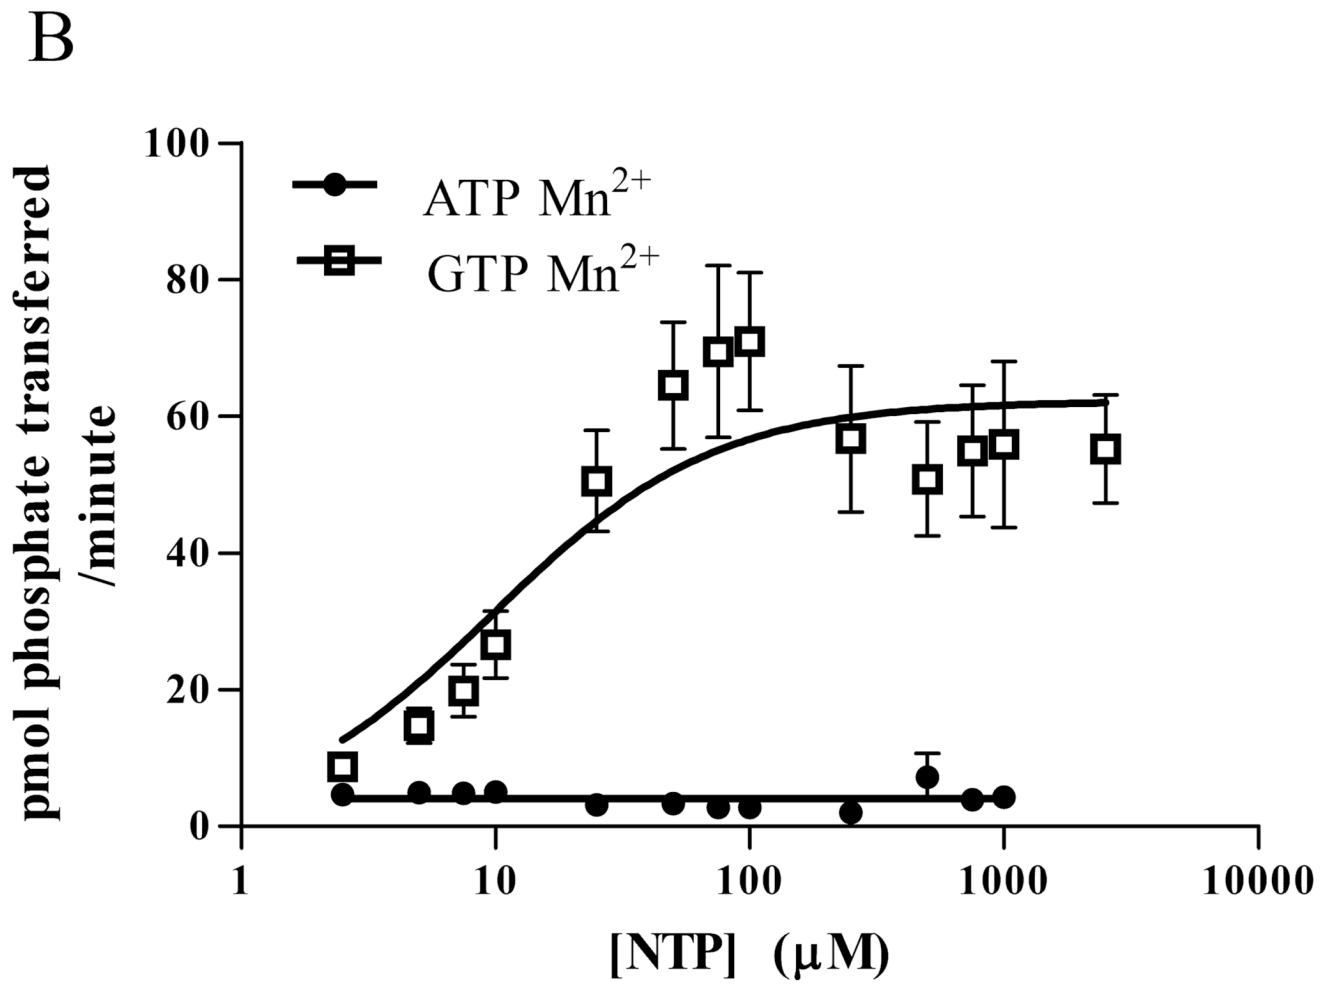 B
pmol phosphate transferred
/minute
100
80
60
40
20
0
ATP Mn²⁺
GTP Mn²⁺
1 10 100 1000 10000
[NTP] (μM)